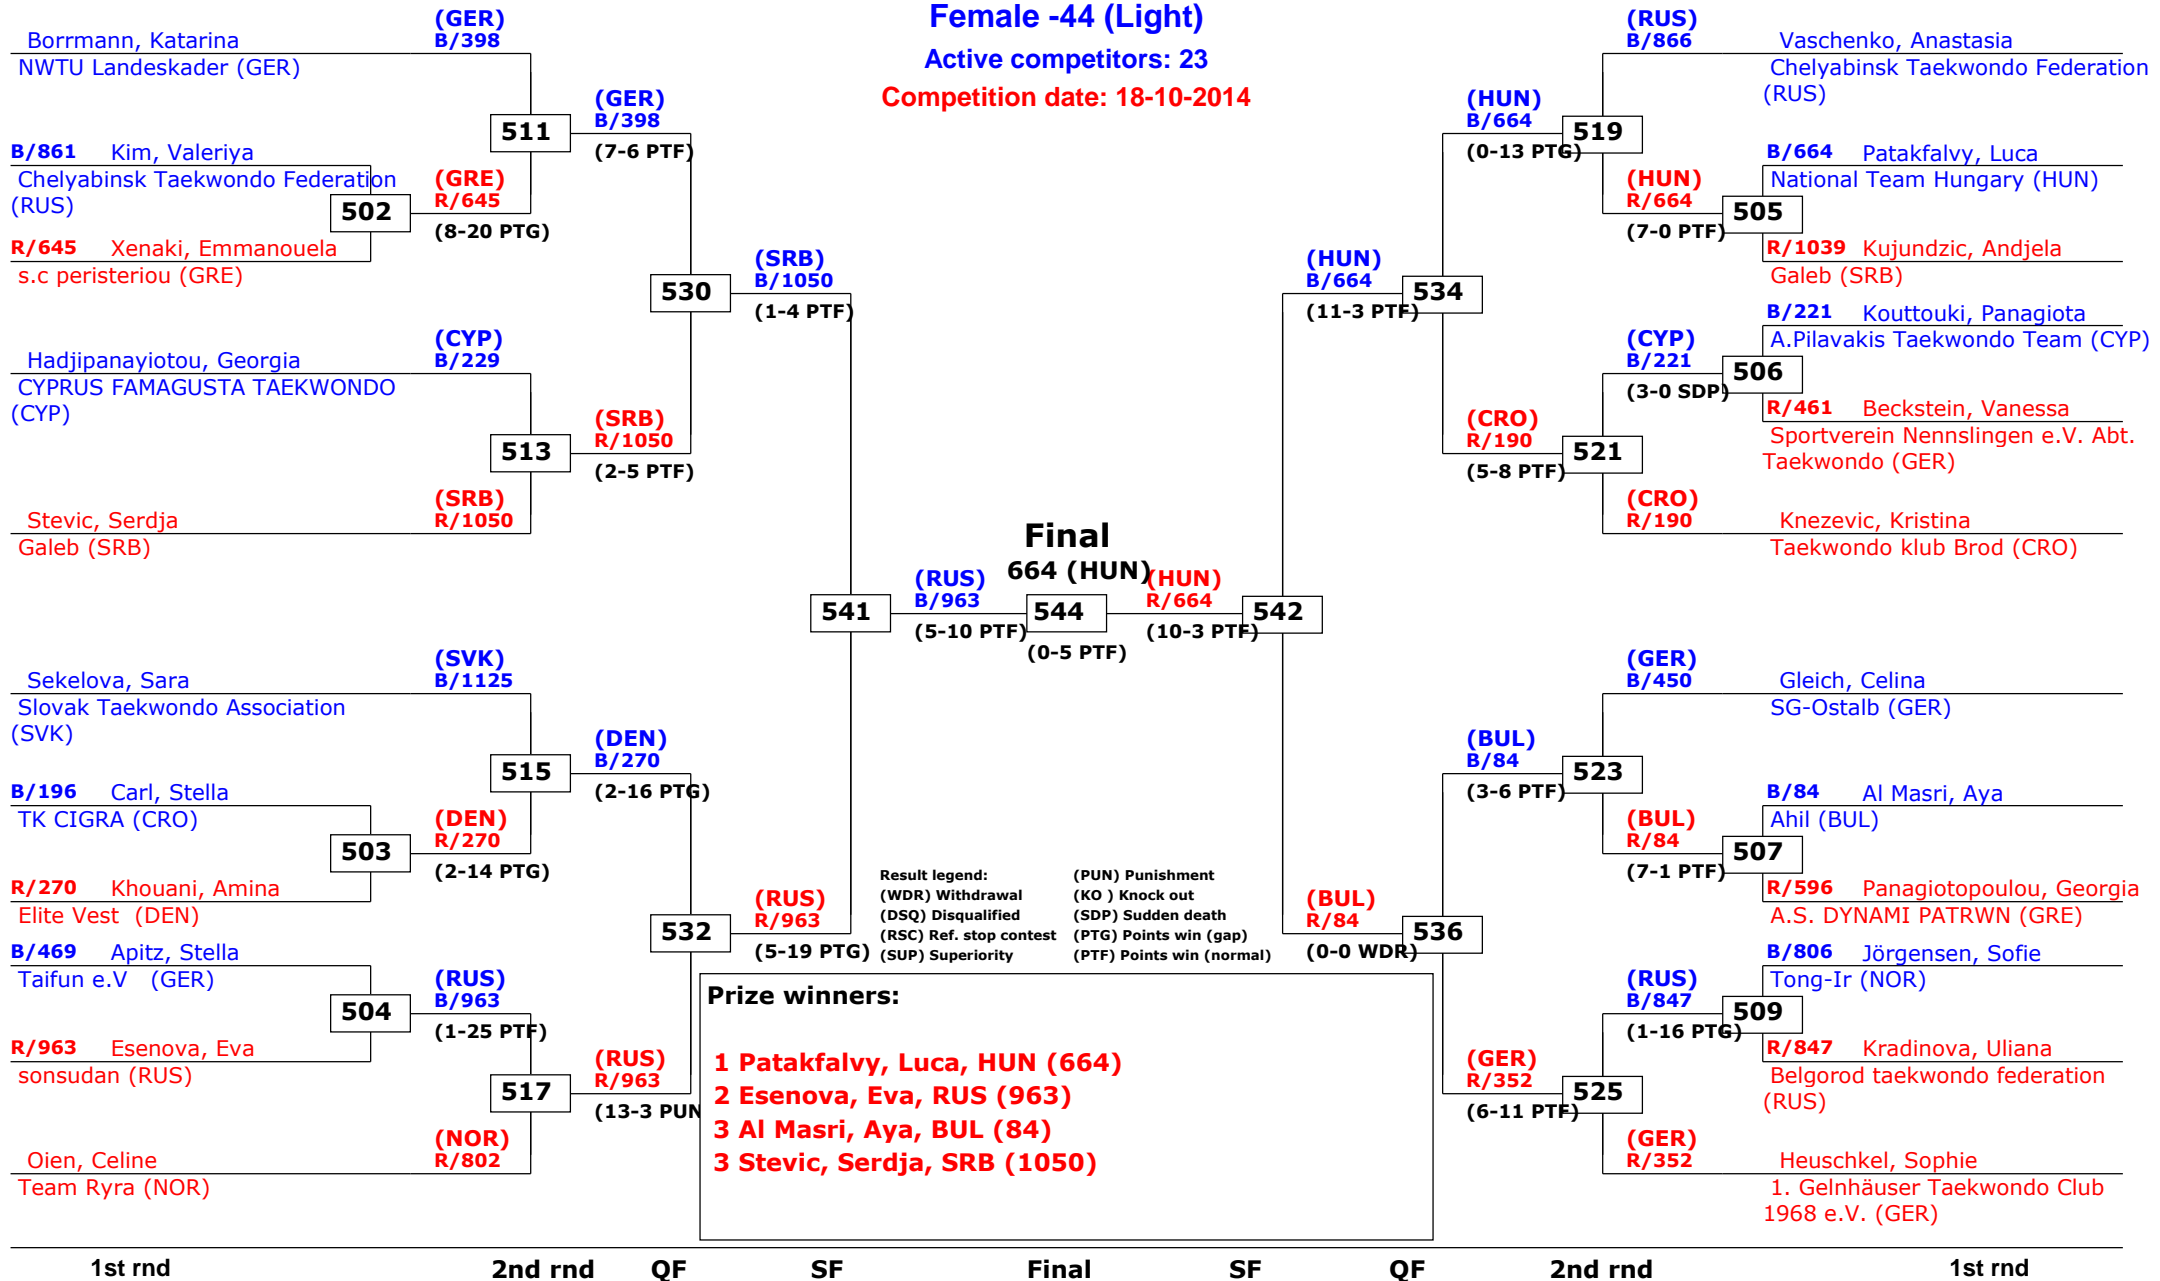 Female -44 (Light)
Active competitors: 23
Competition date: 18-10-2014
(GER)
B/398
Borrmann, Katarina
NWTU Landeskader (GER)
511
(GER)
B/398
(7-6 PTF)
B/861 Kim, Valeriya
Chelyabinsk Taekwondo Federation
(RUS)
502
(GRE)
R/645
(8-20 PTG)
R/645 Xenaki, Emmanouela
s.c peristeriou (GRE)
530
(SRB)
B/1050
(1-4 PTF)
(CYP)
B/229
Hadjipanayiotou, Georgia
CYPRUS FAMAGUSTA TAEKWONDO
(CYP)
513
(SRB)
R/1050
(2-5 PTF)
(SRB)
R/1050
Stevic, Serdja
Galeb (SRB)
541
(RUS)
B/963
(5-10 PTF)
(SVK)
B/1125
Sekelova, Sara
Slovak Taekwondo Association
(SVK)
515
(DEN)
B/270
(2-16 PTG)
B/196 Carl, Stella
TK CIGRA (CRO)
503
(DEN)
R/270
(2-14 PTG)
R/270 Khouani, Amina
Elite Vest (DEN)
532
(RUS)
R/963
(5-19 PTG)
B/469 Apitz, Stella
Taifun e.V (GER)
504
(RUS)
B/963
(1-25 PTF)
R/963 Esenova, Eva
sonsudan (RUS)
517
(RUS)
R/963
(13-3 PUN
(NOR)
R/802
Oien, Celine
Team Ryra (NOR)
Final
664 (HUN)
544
(0-5 PTF)
(HUN)
R/664
(10-3 PTF)
542
(RUS)
B/866
Vaschenko, Anastasia
Chelyabinsk Taekwondo Federation
(RUS)
(HUN)
B/664
(0-13 PTG)
519
B/664 Patakfalvy, Luca
National Team Hungary (HUN)
(HUN)
R/664
(7-0 PTF)
505
R/1039 Kujundzic, Andjela
Galeb (SRB)
(HUN)
B/664
(11-3 PTF)
534
B/221 Kouttouki, Panagiota
A.Pilavakis Taekwondo Team (CYP)
(CYP)
B/221
(3-0 SDP)
506
R/461 Beckstein, Vanessa
Sportverein Nennslingen e.V. Abt.
Taekwondo (GER)
(CRO)
R/190
(5-8 PTF)
521
(CRO)
R/190
Knezevic, Kristina
Taekwondo klub Brod (CRO)
(GER)
B/450
Gleich, Celina
SG-Ostalb (GER)
(BUL)
B/84
(3-6 PTF)
523
B/84 Al Masri, Aya
Ahil (BUL)
(BUL)
R/84
(7-1 PTF)
507
R/596 Panagiotopoulou, Georgia
A.S. DYNAMI PATRWN (GRE)
(BUL)
R/84
(0-0 WDR)
536
B/806 Jörgensen, Sofie
Tong-Ir (NOR)
(RUS)
B/847
(1-16 PTG)
509
R/847 Kradinova, Uliana
Belgorod taekwondo federation
(RUS)
(GER)
R/352
(6-11 PTF)
525
(GER)
R/352
Heuschkel, Sophie
1. Gelnhäuser Taekwondo Club
1968 e.V. (GER)
Result legend: (PUN) Punishment
(WDR) Withdrawal (KO ) Knock out
(DSQ) Disqualified (SDP) Sudden death
(RSC) Ref. stop contest (PTG) Points win (gap)
(SUP) Superiority (PTF) Points win (normal)
Prize winners:
1 Patakfalvy, Luca, HUN (664)
2 Esenova, Eva, RUS (963)
3 Al Masri, Aya, BUL (84)
3 Stevic, Serdja, SRB (1050)
1st rnd 2nd rnd QF SF Final SF QF 2nd rnd 1st rnd